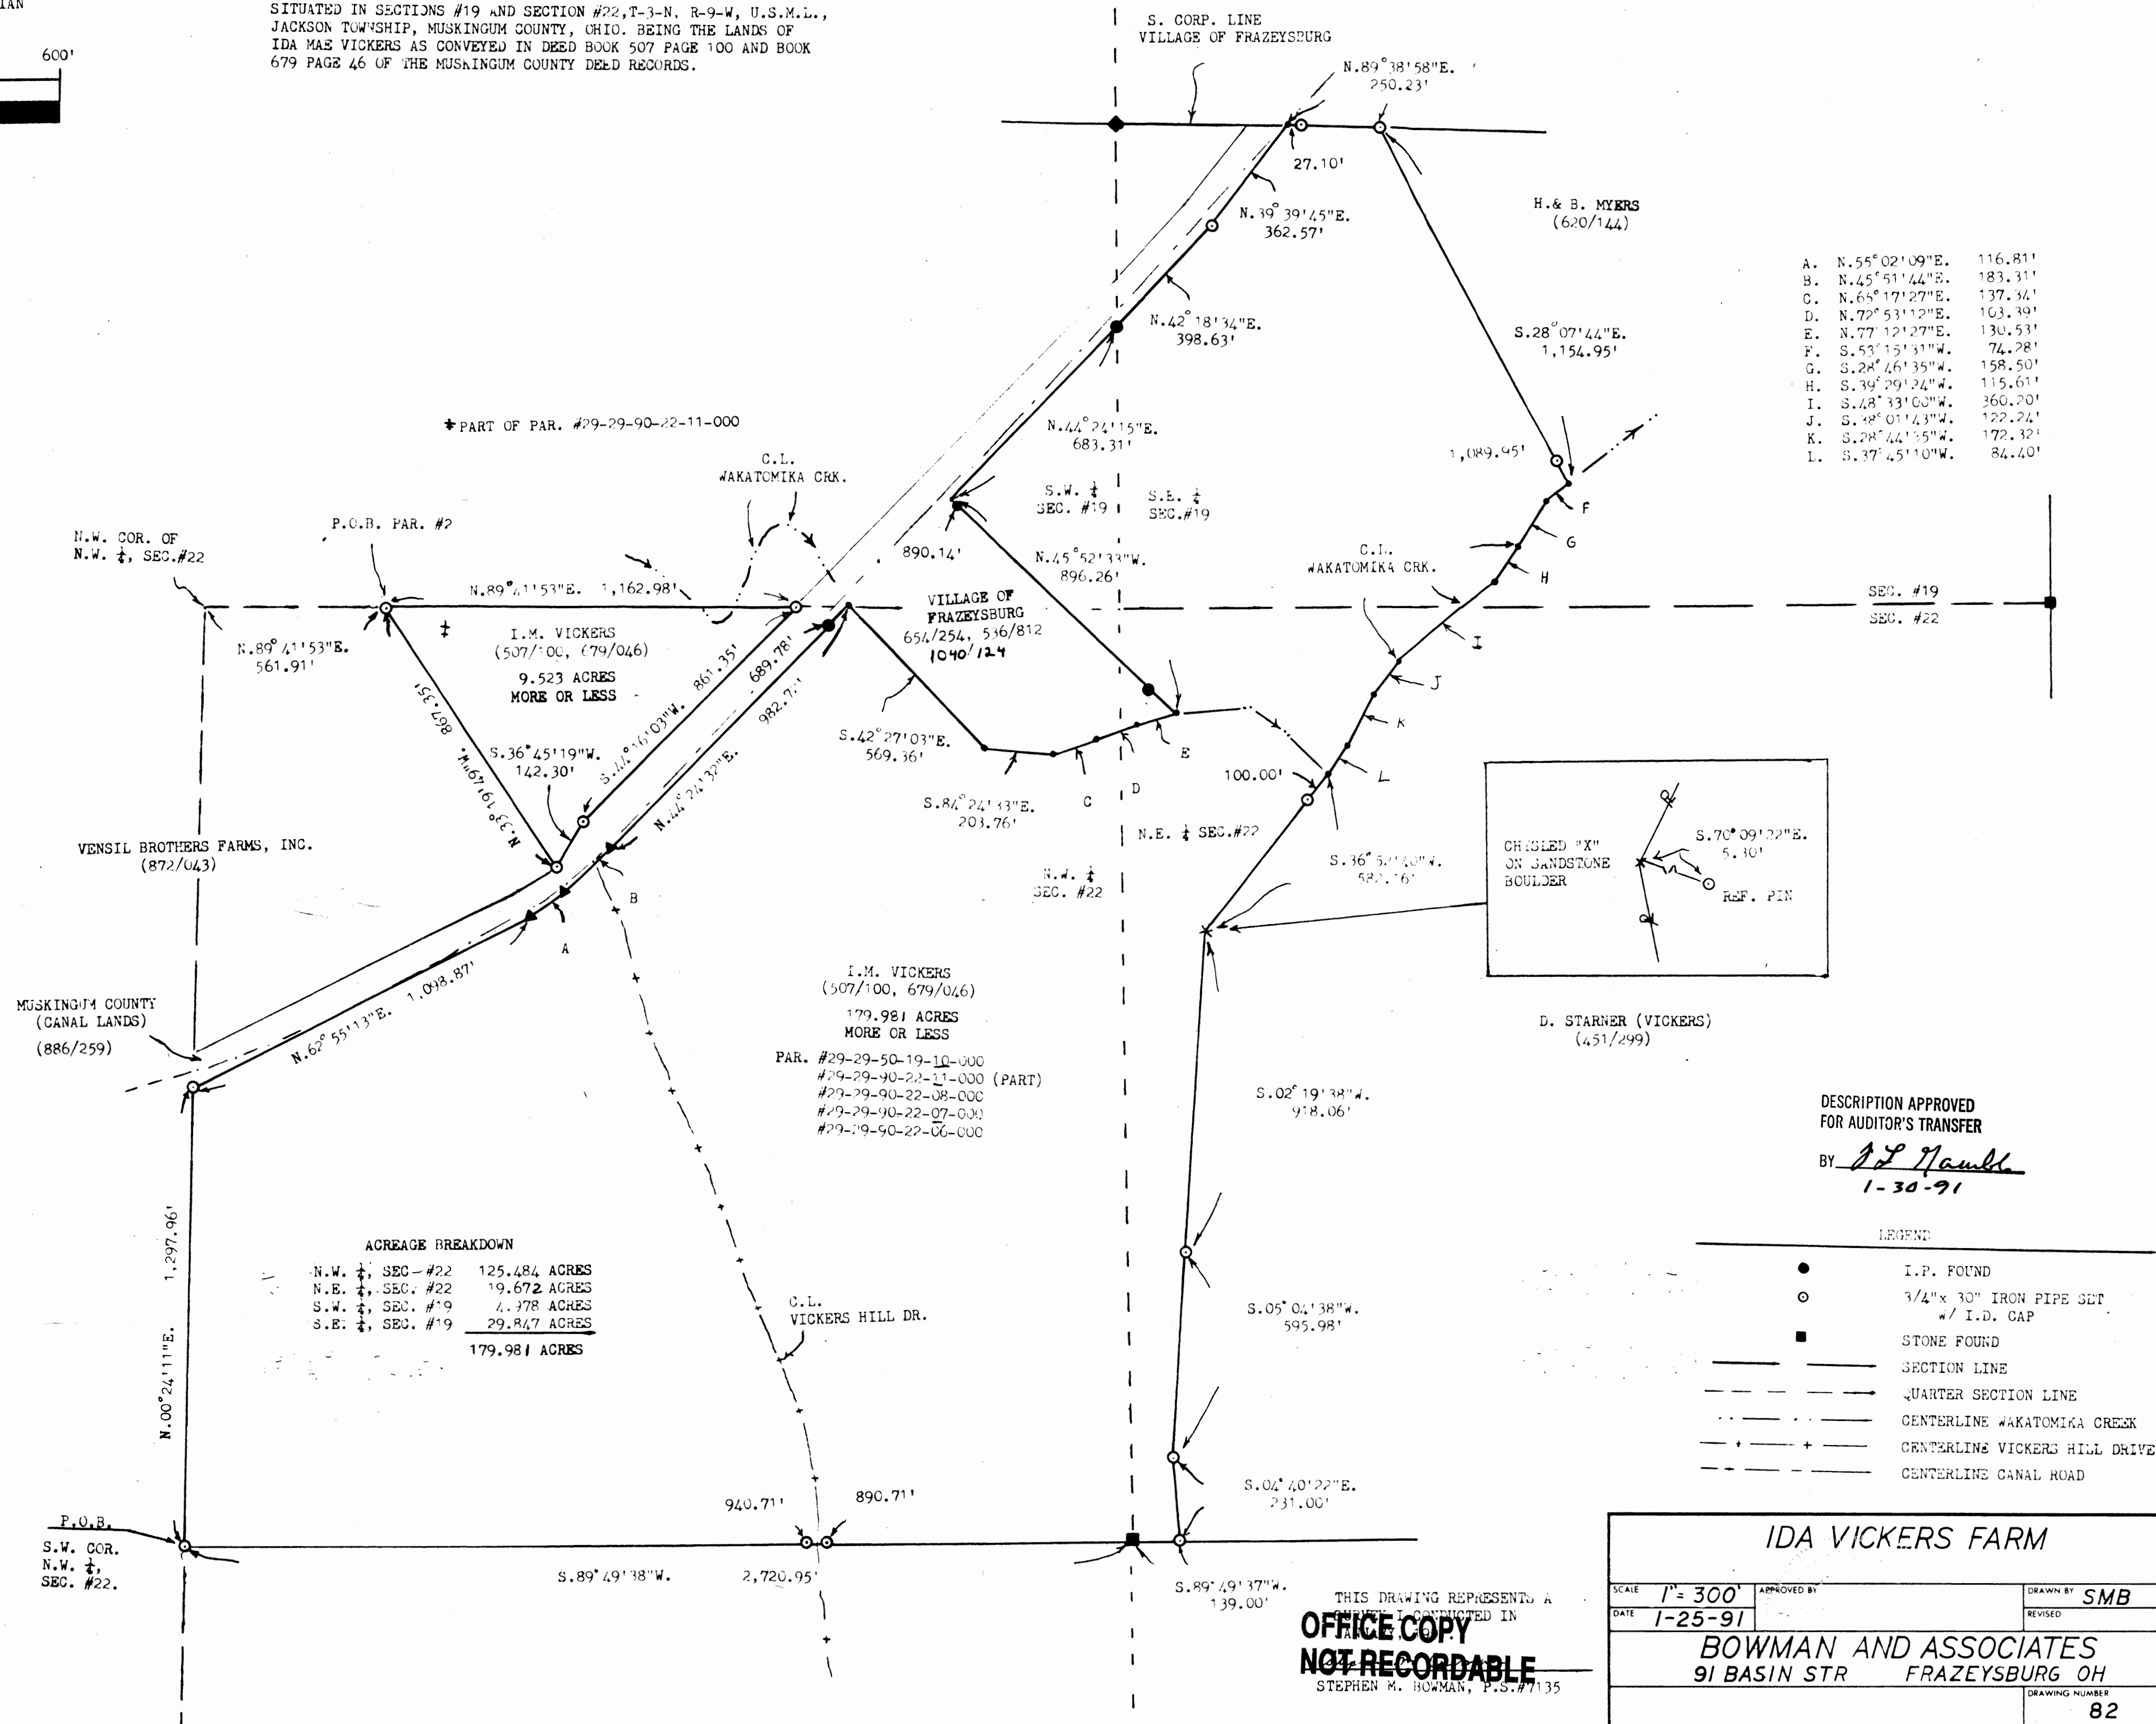 IAN
600'
SITUATED IN SECTIONS #19 AND SECTION #22,T-3-N, R-9-W, U.S.M.L.,
JACKSON TOWNSHIP, MUSKINGUM COUNTY, OHIO. BEING THE LANDS OF
IDA MAE VICKERS AS CONVEYED IN DEED BOOK 507 PAGE 100 AND BOOK
679 PAGE 46 OF THE MUSKINGUM COUNTY DEED RECORDS.
S. CORP. LINE
VILLAGE OF FRAZEYSBURG
N.89°38'58"E.
250.23'
27.10'
N.39°39'45"E.
362.57'
H.& B. MYERS
(620/144)
N.42°18'34"E.
398.63'
S.28°07'44"E.
1,154.95'
A. N.55°02'09"E. 116.81'
B. N.45°51'44"E. 183.31'
C. N.65°17'27"E. 137.34'
D. N.72°53'12"E. 103.39'
E. N.77°12'27"E. 130.53'
F. S.53°15'31"W. 74.28'
G. S.28°46'35"W. 158.50'
H. S.39°29'24"W. 115.61'
I. S.48°33'00"W. 360.20'
J. S.38°01'43"W. 122.24'
K. S.28°44'35"W. 172.32'
L. S.37°45'10"W. 84.40'
‡PART OF PAR. #29-29-90-22-11-000
N.44°24'15"E.
683.31'
1,089.95'
C.L.
WAKATOMIKA CRK.
S.W. ¼
SEC. #19
S.E. ¼
SEC.#19
F
G
H
P.O.B. PAR. #2
N.W. COR. OF
N.W. ¼, SEC.#22
890.14'
N.45°52'33"W.
896.26'
C.L.
WAKATOMIKA CRK.
N.89°41'53"E. 1,162.98'
SEC. #19
SEC. #22
VILLAGE OF
FRAZEYSBURG
654/254, 536/812
1040/124
‡
I.M. VICKERS
(507/100, 679/046)
9.523 ACRES
MORE OR LESS
N.89°41'53"E.
561.91'
I
J
K
L
867.35'
N.33°19'49"W.
S.36°45'19"W.
142.30'
S.44°16'03"W. 861.35'
689.78'
N.44°24'32"E.
S.42°27'03"E.
569.36'
E
D
C
100.00'
S.84°24'33"E.
203.76'
N.E. ¼ SEC.#22
N.W. ¼
SEC. #22
CHISLED "X"
ON SANDSTONE
BOULDER
S.70°09'22"E.
5.30'
REF. PIN
VENSIL BROTHERS FARMS, INC.
(872/043)
B
A
MUSKINGUM COUNTY
(CANAL LANDS)
(886/259)
N.62°55'13"E. 1,098.87'
I.M. VICKERS
(507/100, 679/046)
179.981 ACRES
MORE OR LESS
PAR. #29-29-50-19-10-000
#29-29-90-22-11-000 (PART)
#29-29-90-22-08-000
#29-29-90-22-07-000
#29-29-90-22-06-000
D. STARNER (VICKERS)
(451/299)
S.02°19'38"W.
918.06'
DESCRIPTION APPROVED
FOR AUDITOR'S TRANSFER
BY
1-30-91
N.00°24'11"E. 1,297.96'
ACREAGE BREAKDOWN
N.W. ¼, SEC. #22 125.484 ACRES
N.E. ¼, SEC. #22 19.672 ACRES
S.W. ¼, SEC. #19 4.978 ACRES
S.E. ¼, SEC. #19 29.847 ACRES
179.981 ACRES
C.L.
VICKERS HILL DR.
S.05°04'38"W.
595.98'
LEGEND
I.P. FOUND
3/4"x 30" IRON PIPE SET
W/ I.D. CAP
STONE FOUND
SECTION LINE
QUARTER SECTION LINE
CENTERLINE WAKATOMIKA CREEK
CENTERLINE VICKERS HILL DRIVE
CENTERLINE CANAL ROAD
S.04°40'22"E.
231.00'
940.71'
890.71'
P.O.B.
S.W. COR.
N.W. ¼,
SEC. #22.
S.89°49'38"W. 2,720.95'
S.89°49'37"W.
139.00'
THIS DRAWING REPRESENTS A
SURVEY I CONDUCTED IN
JANUARY,
OFFICE COPY
NOT RECORDABLE
STEPHEN M. BOWMAN, P.S.#7135
IDA VICKERS FARM
SCALE 1"= 300'
APPROVED BY
DRAWN BY SMB
DATE 1-25-91
REVISED
BOWMAN AND ASSOCIATES
91 BASIN STR FRAZEYSBURG OH
DRAWING NUMBER
82